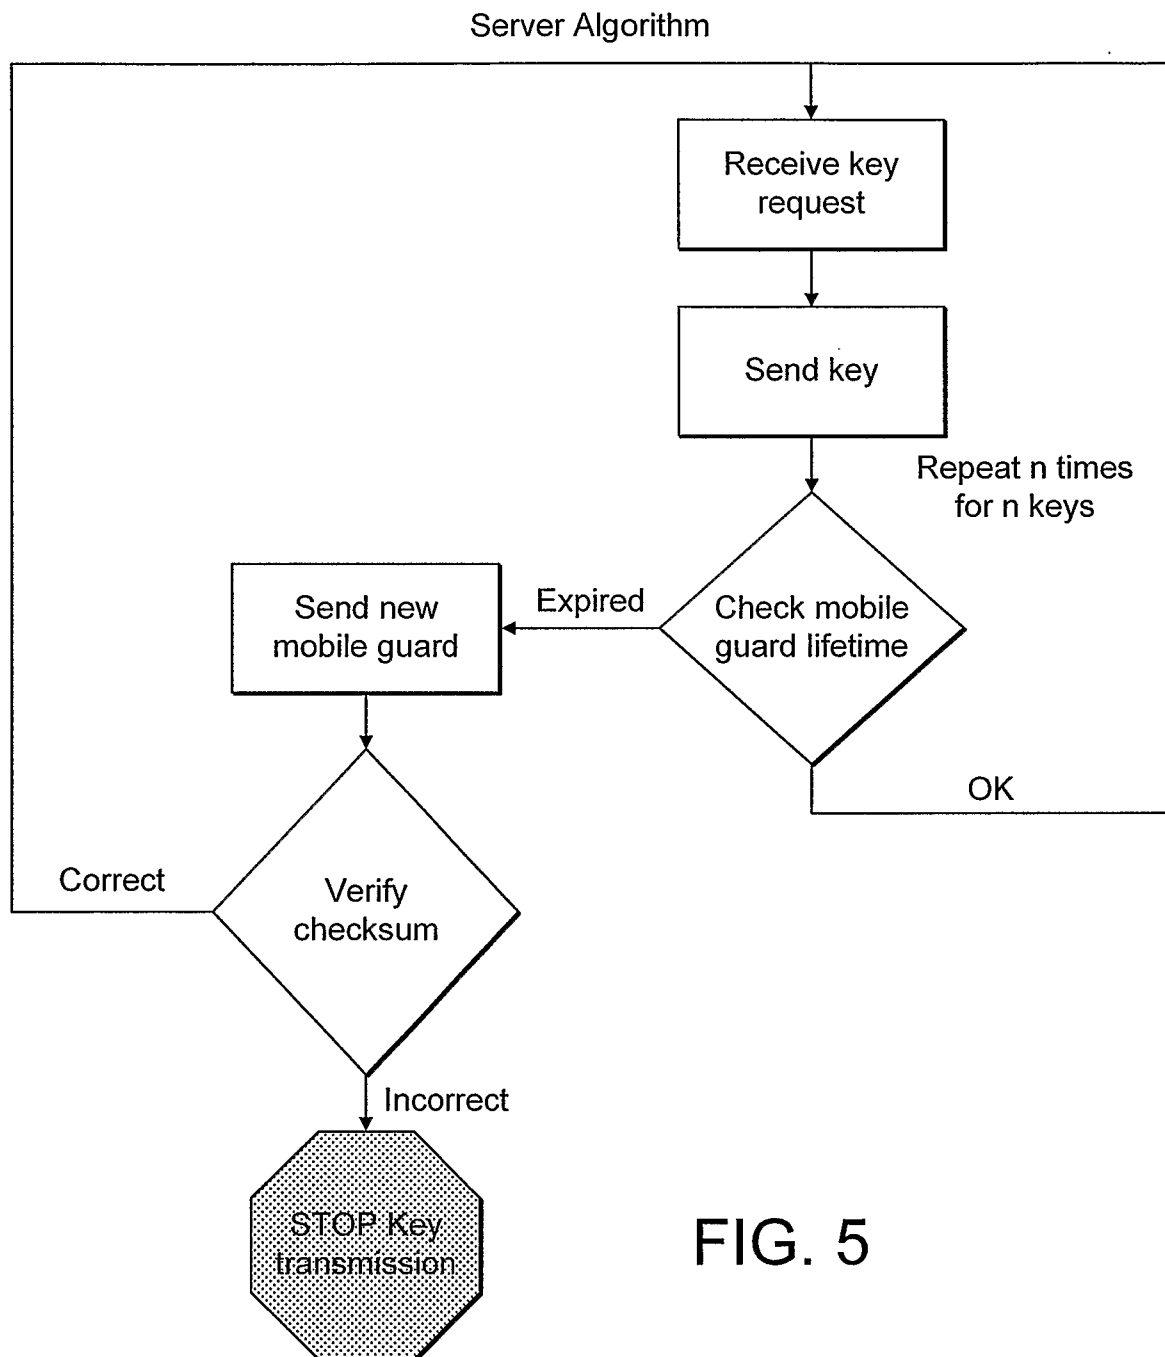 Server Algorithm
Receive key
request
Send key
Repeat n times
for n keys
Check mobile
guard lifetime
Expired
Send new
mobile guard
OK
Correct
Verify
checksum
Incorrect
STOP Key
transmission
FIG. 5